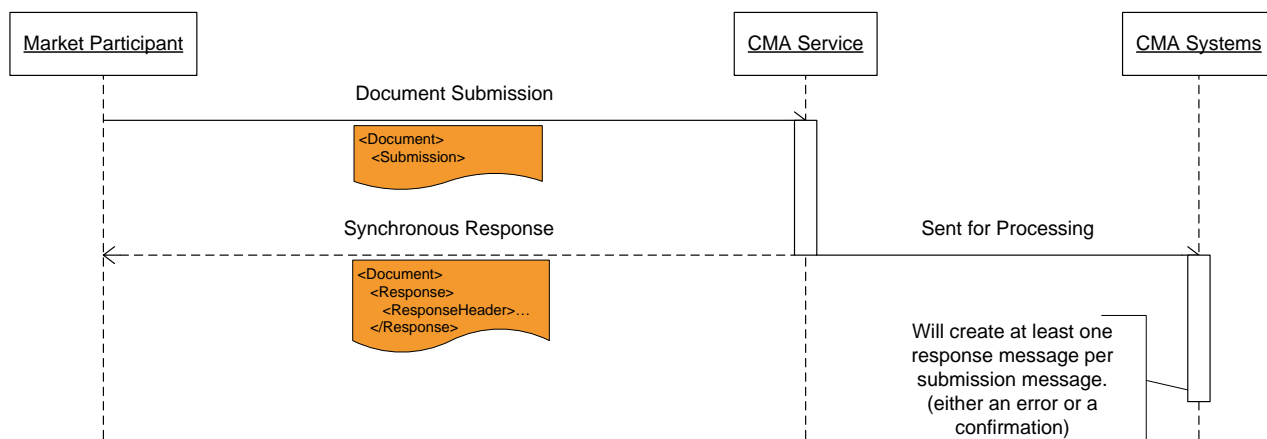 Market Participant
CMA Service
CMA Systems
Document Submission
<Document>
<Submission>
Synchronous Response
Sent for Processing
<Document>
<Response>
<ResponseHeader>…
</Response>
Will create at least one
response message per
submission message.
(either an error or a
confirmation)